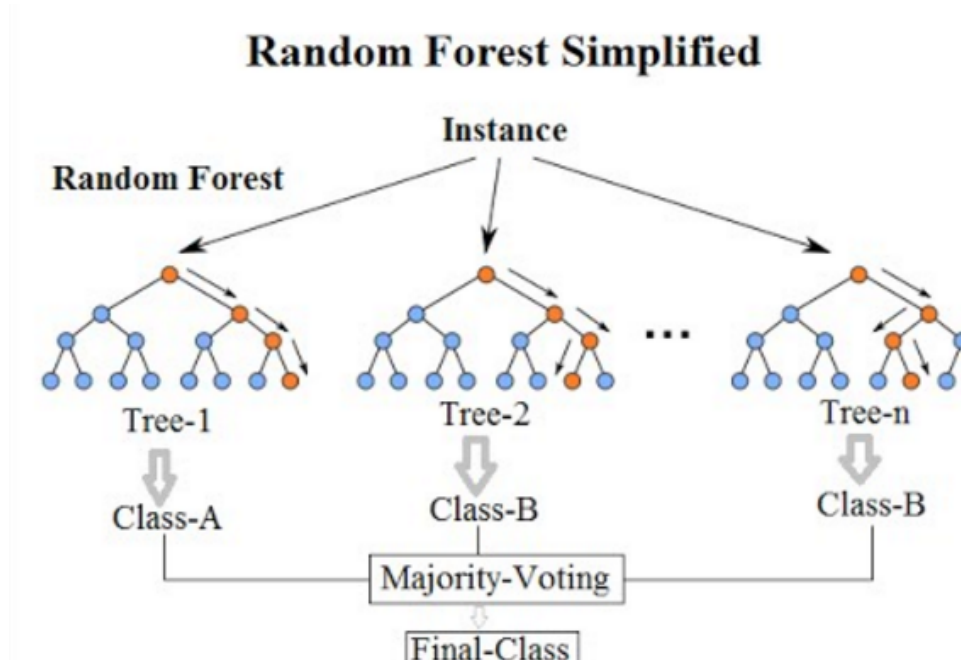 Random Forest Simplified
Instance
Random Forest
...
Tree-1 Tree-2 Tree-n
Class-A Class-B Class-B
Majority-Voting
Final-Class